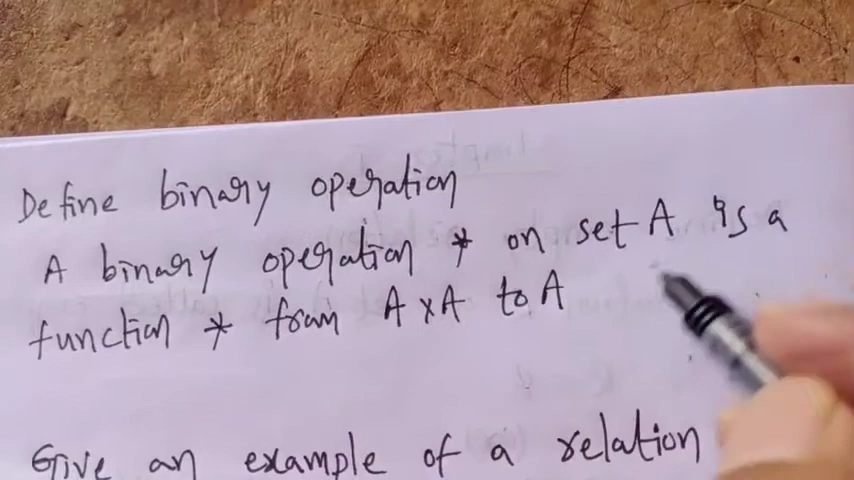 Define binary operation
A binary operation * on set A is a
function * from A x A to A
Give an example of a relation